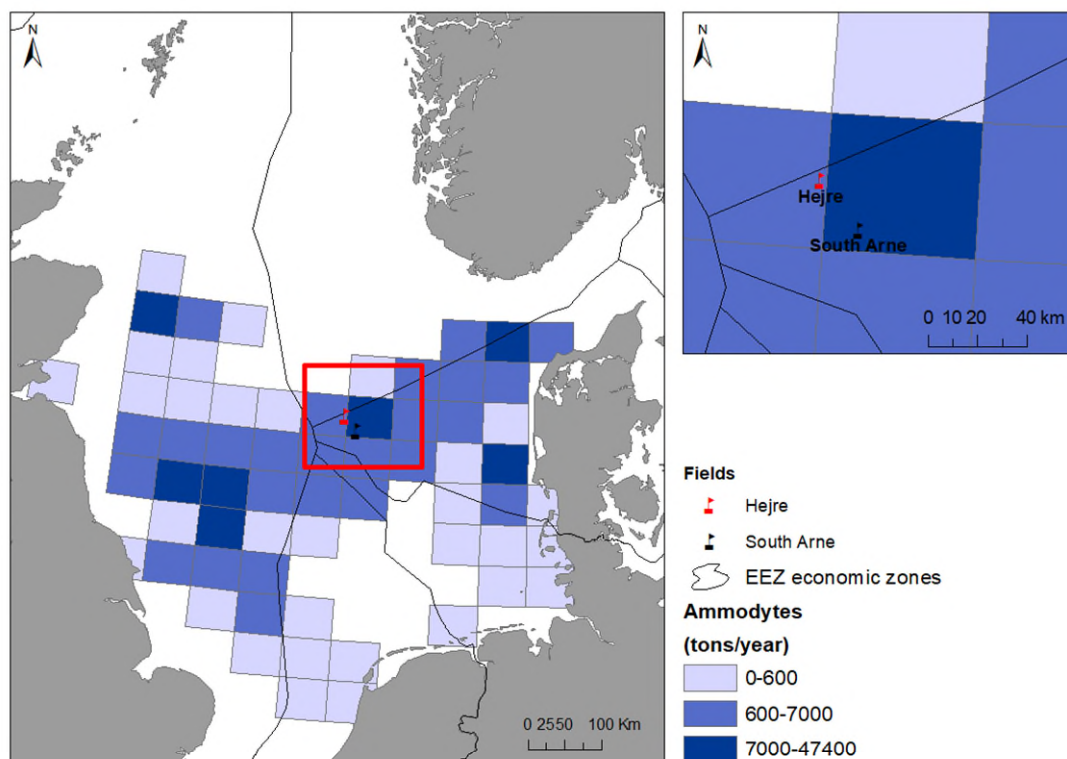 N
0 2550 100 Km
N
Hejre
South Arne
0 10 20 40 km
Fields
Hejre
South Arne
EEZ economic zones
Ammodytes
(tons/year)
0-600
600-7000
7000-47400